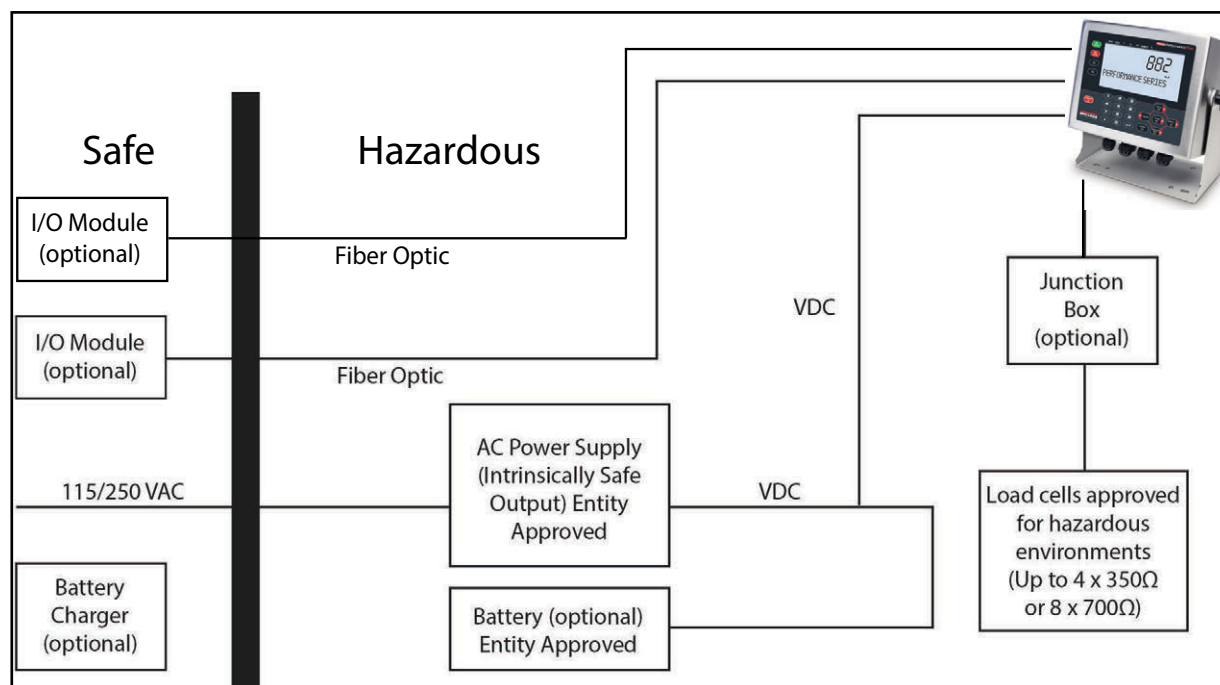 Safe
Hazardous
882
PERFORMANCE SERIES
I/O Module
(optional)
Fiber Optic
I/O Module
(optional)
Fiber Optic
VDC
Junction
Box
(optional)
115/250 VAC
AC Power Supply
(Intrinsically Safe
Output) Entity
Approved
VDC
Load cells approved
for hazardous
environments
(Up to 4 x 350Ω
or 8 x 700Ω)
Battery
Charger
(optional)
Battery (optional)
Entity Approved